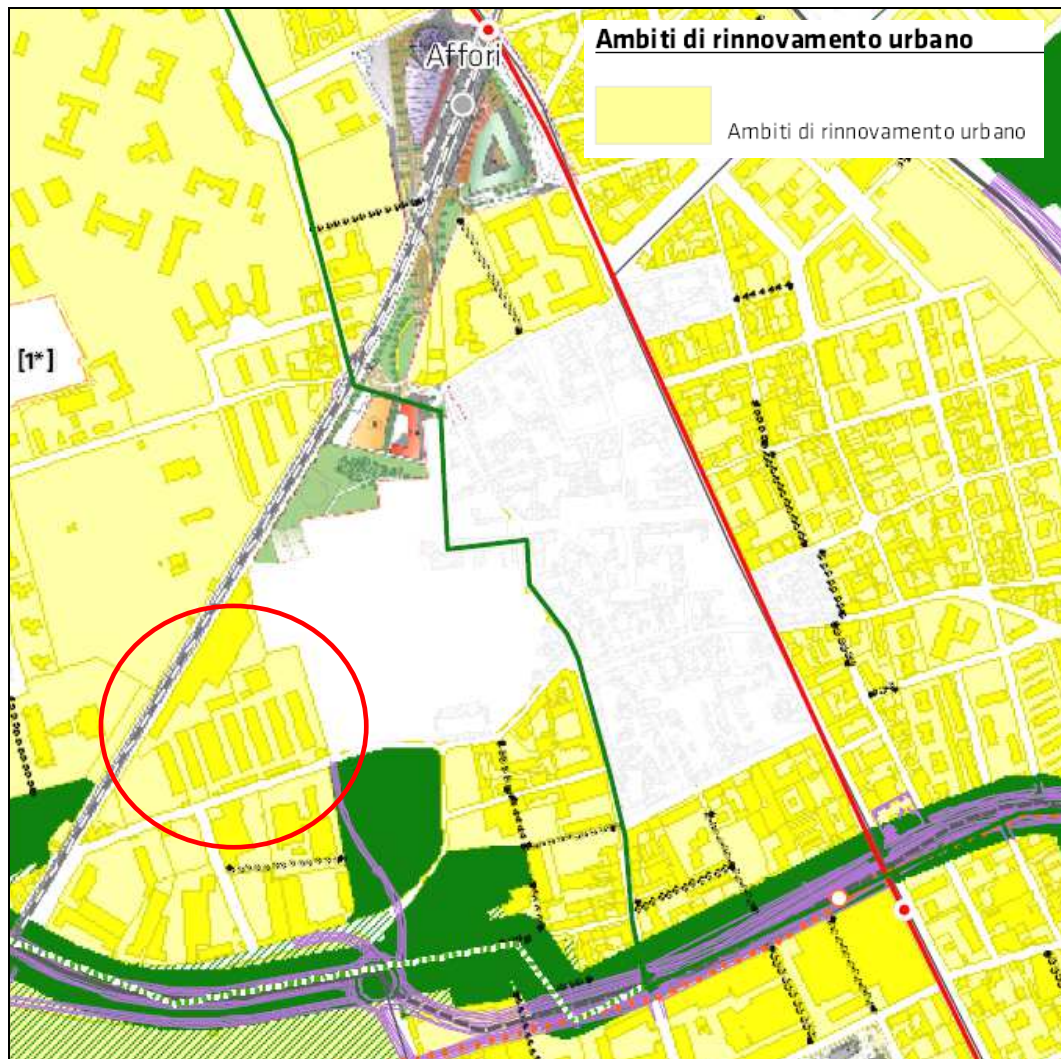 Affori
Ambiti di rinnovamento urbano
Ambiti di rinnovamento urbano
[1*]